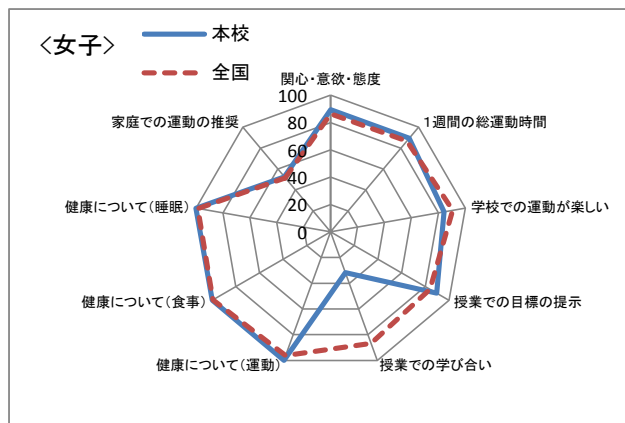 <女子>
本校
全国
関心・意欲・態度
1週間の総運動時間
学校での運動が楽しい
授業での目標の提示
授業での学び合い
健康について(運動)
健康について(食事)
健康について(睡眠)
家庭での運動の推奨
100
80
60
40
20
0